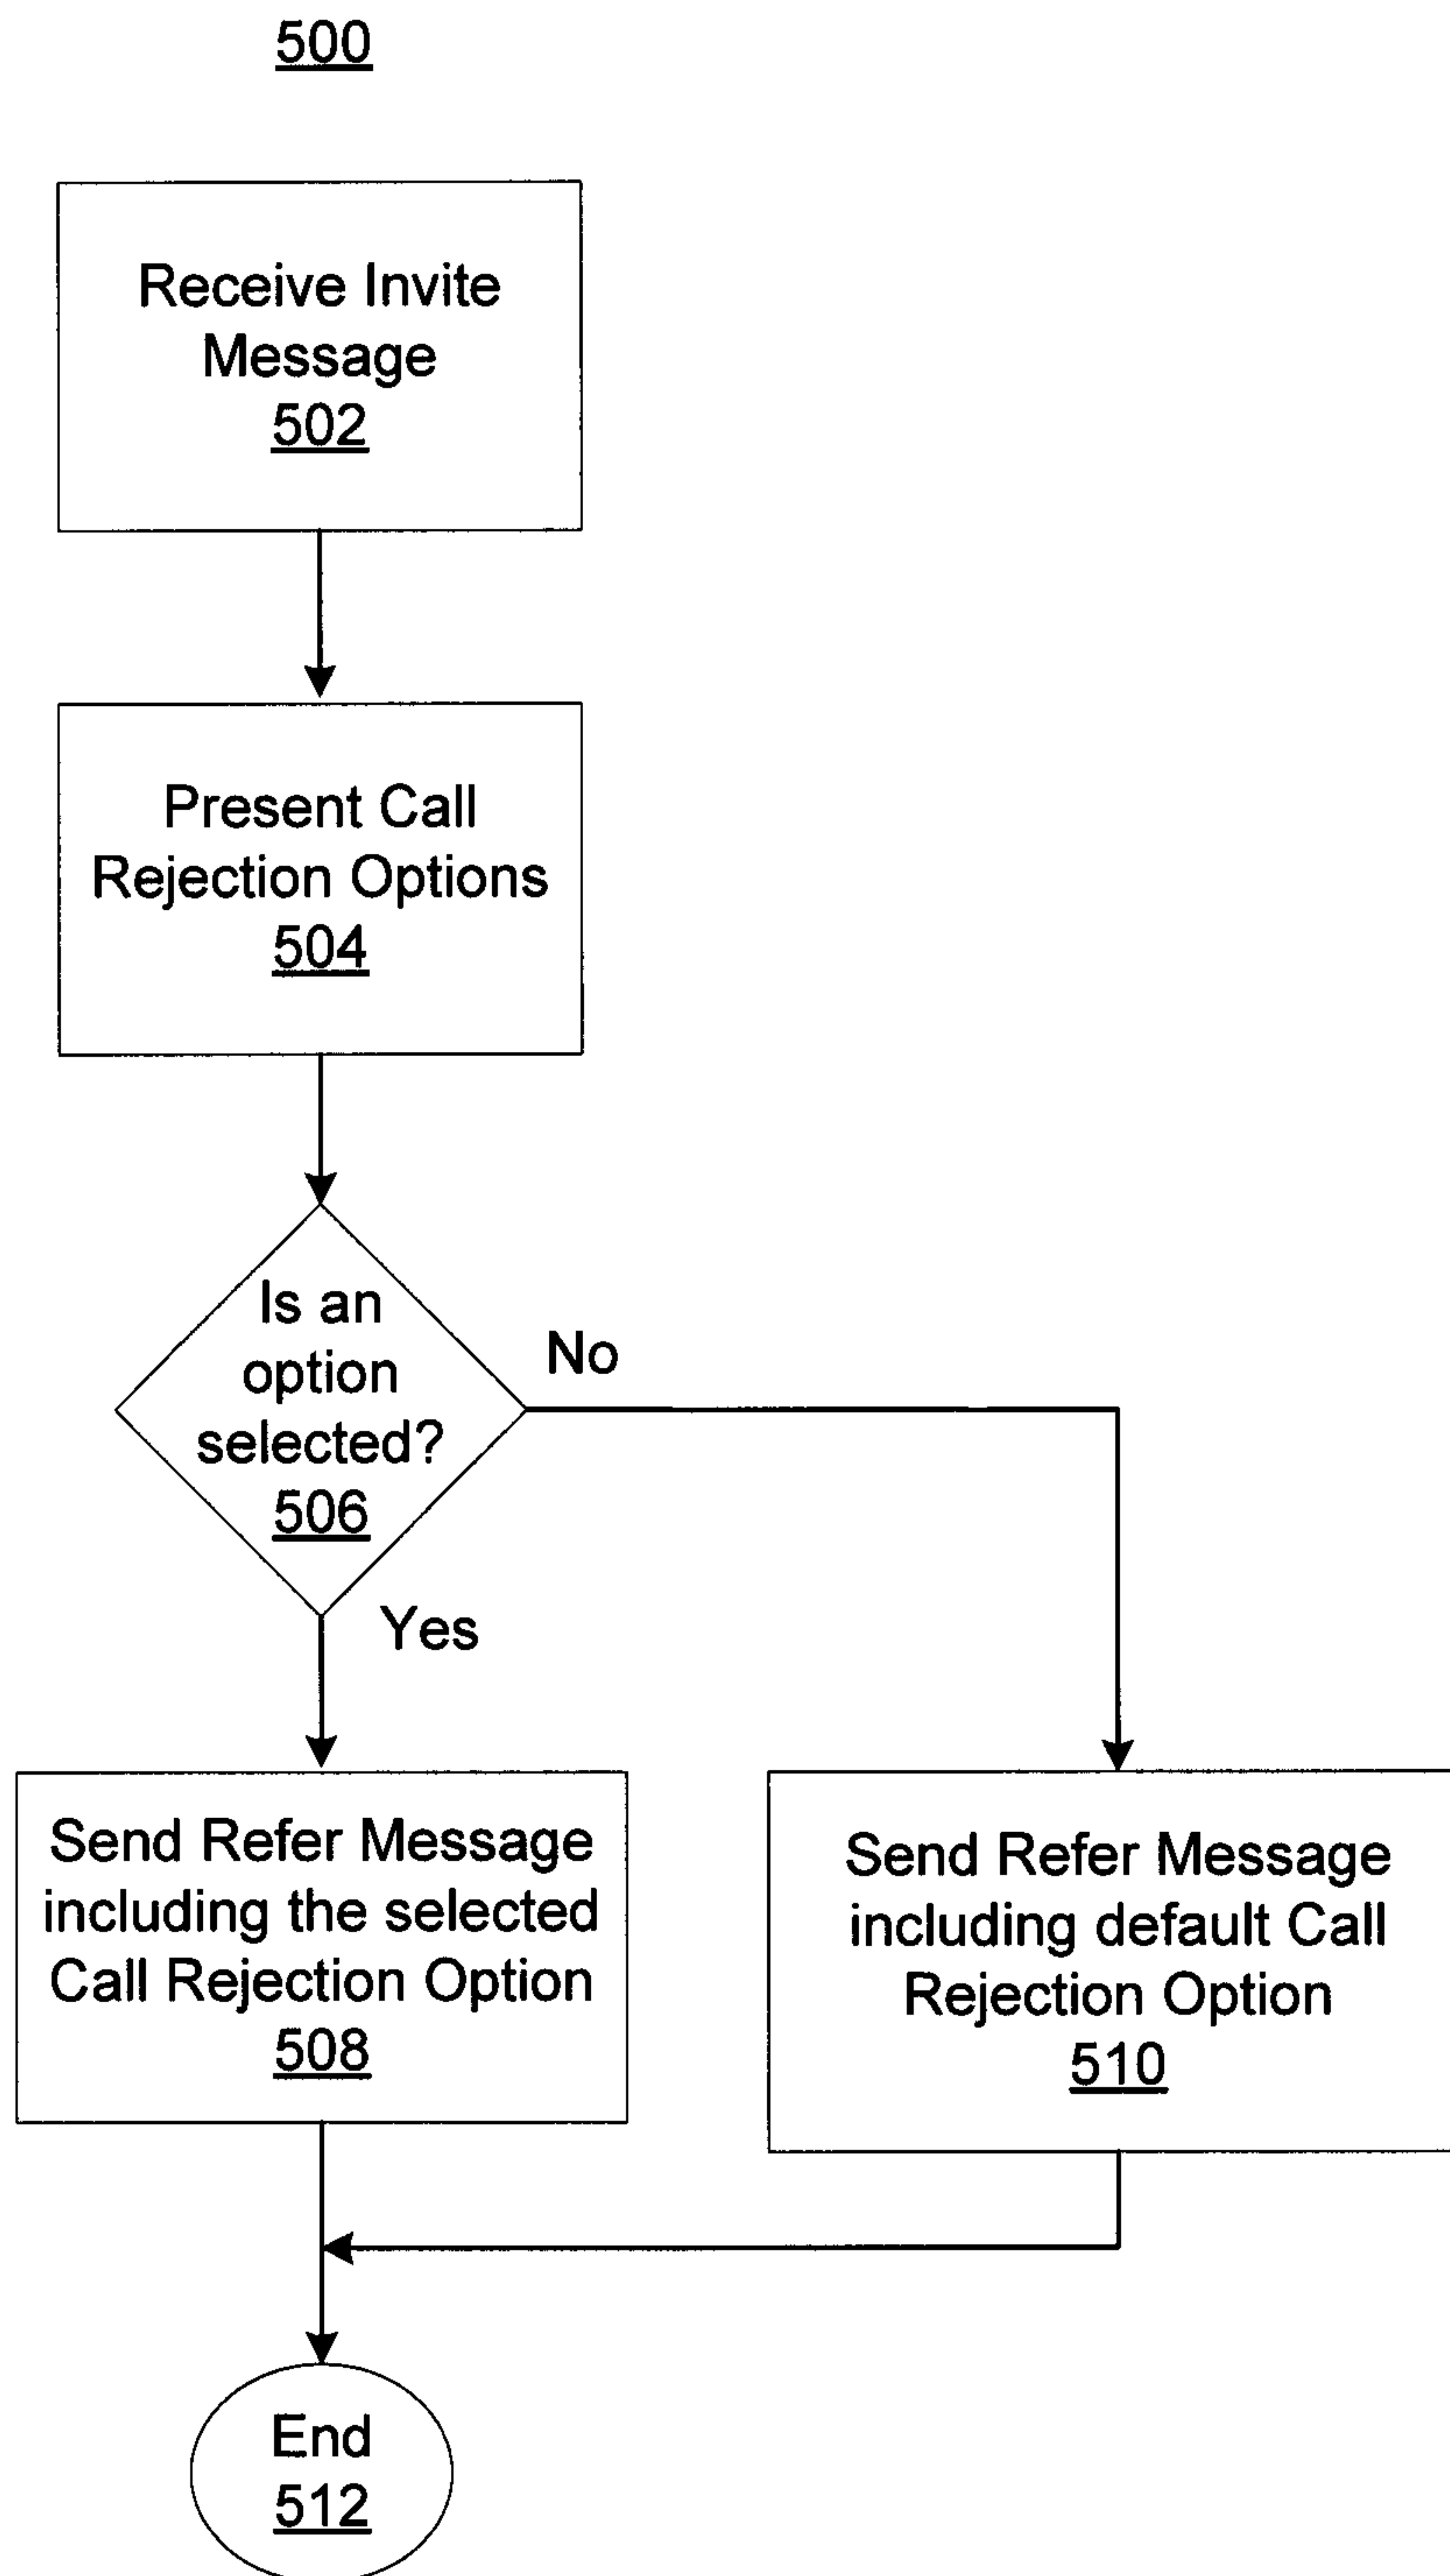 500
Receive Invite
Message
502
Present Call
Rejection Options
504
Is an
option
selected?
506
No
Yes
Send Refer Message
including the selected
Call Rejection Option
508
Send Refer Message
including default Call
Rejection Option
510
End
512